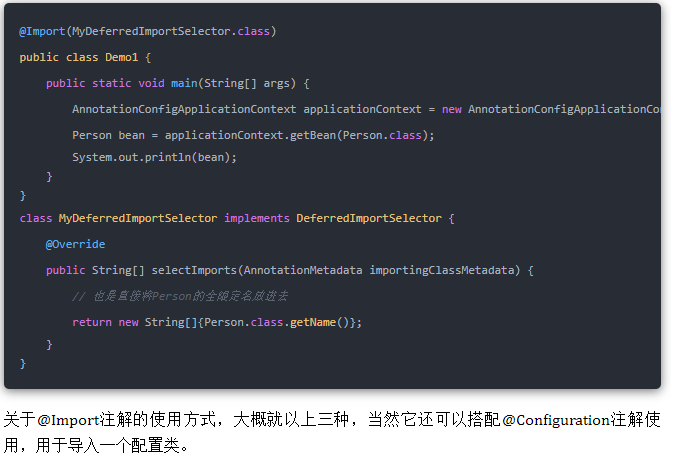 @Import(MyDeferredImportSelector.class)
public class Demo1 {
public static void main(String[] args) {
AnnotationConfigApplicationContext applicationContext = new AnnotationConfigApplicationCo
Person bean = applicationContext.getBean(Person.class);
System.out.println(bean);
}
}
class MyDeferredImportSelector implements DeferredImportSelector {
@Override
public String[] selectImports(AnnotationMetadata importingClassMetadata) {
// 也是直接将Person的全限定名放进去
return new String[]{Person.class.getName()};
}
}
关于@Import注解的使用方式，大概就以上三种，当然它还可以搭配@Configuration注解使
用，用于导入一个配置类。